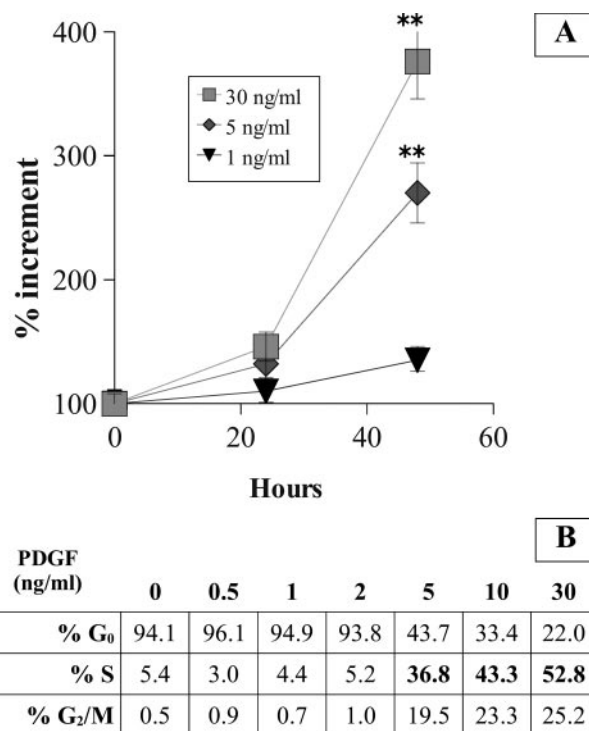 A
400
300
200
100
% increment
30 ng/ml
5 ng/ml
1 ng/ml
**
**
0 20 40 60
Hours
B
PDGF (ng/ml) 0 0.5 1 2 5 10 30
% G₀ 94.1 96.1 94.9 93.8 43.7 33.4 22.0
% S 5.4 3.0 4.4 5.2 36.8 43.3 52.8
% G₂/M 0.5 0.9 0.7 1.0 19.5 23.3 25.2